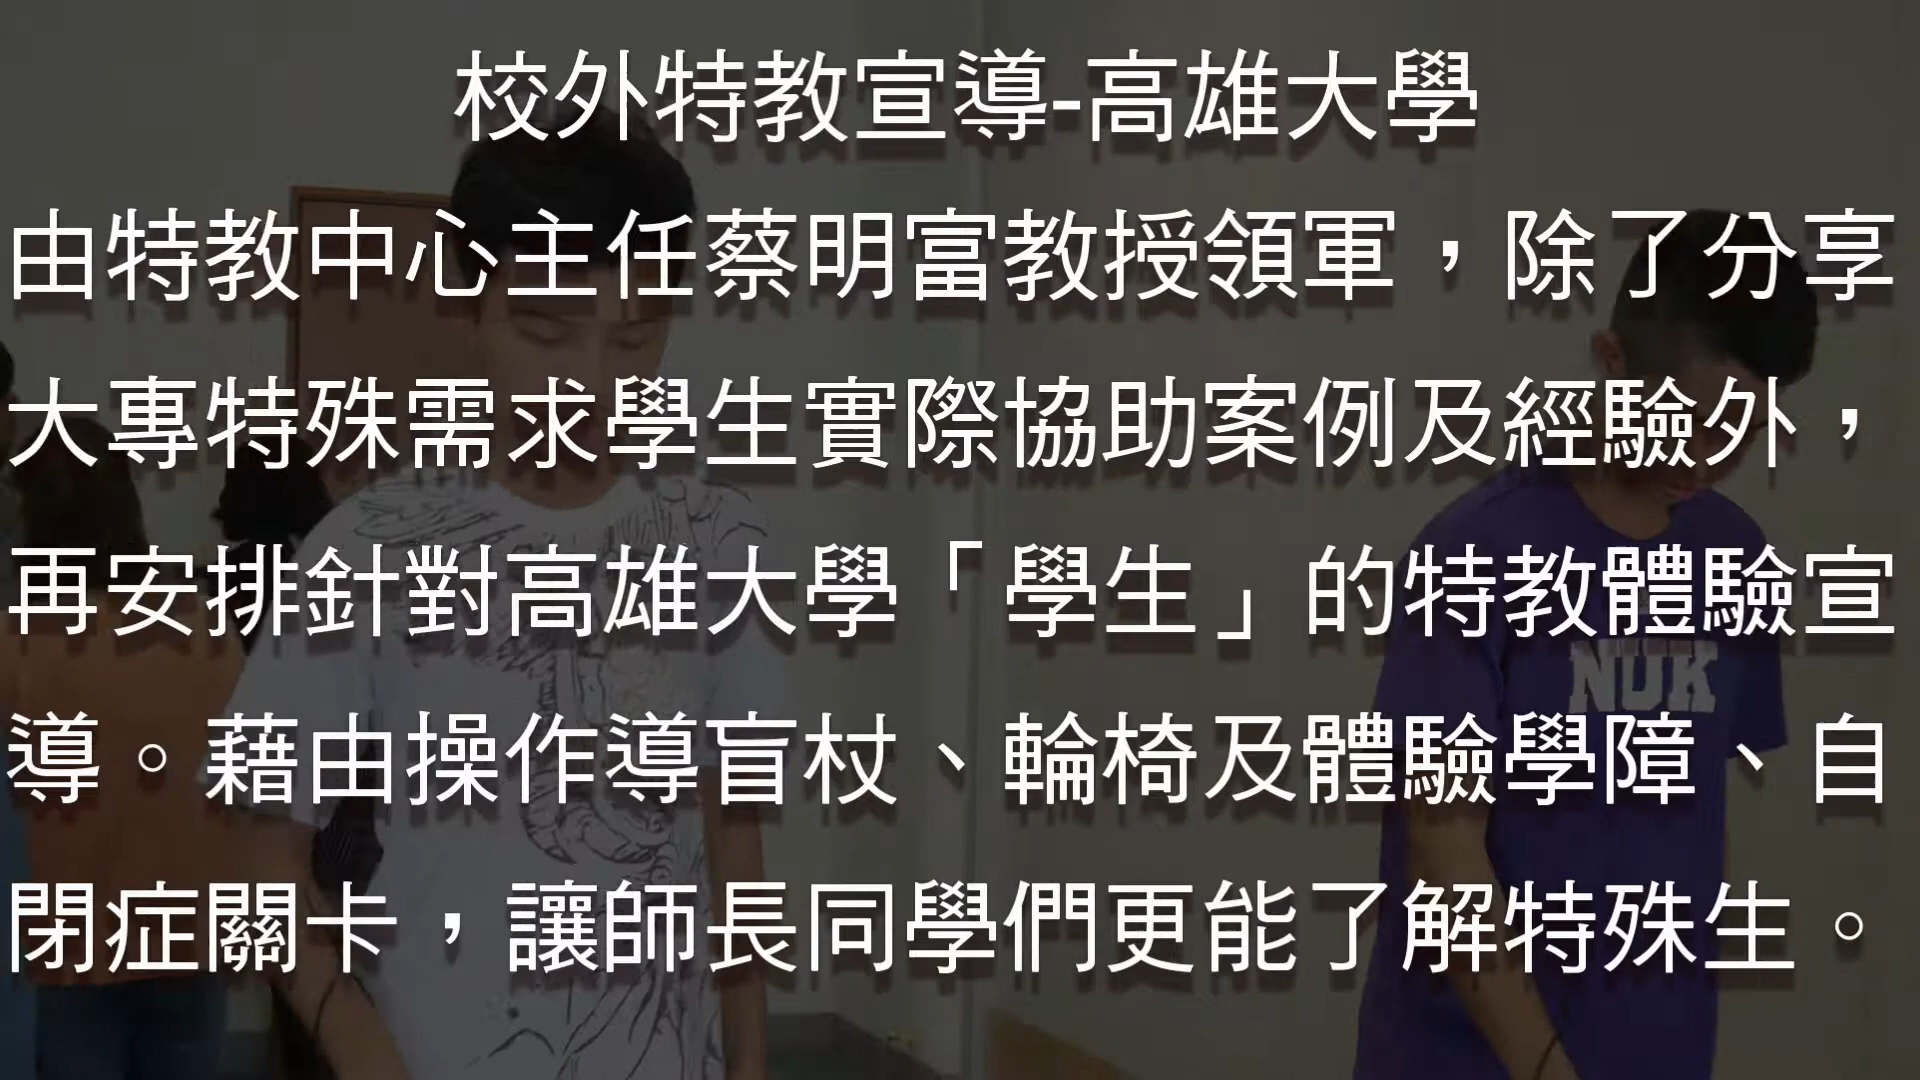 校外特教宣導-高雄大學
由特教中心主任蔡明富教授領軍，除了分享
大專特殊需求學生實際協助案例及經驗外，
再安排針對高雄大學「學生」的特教體驗宣
導。藉由操作導盲杖、輪椅及體驗學障、自
閉症關卡，讓師長同學們更能了解特殊生。
NUK